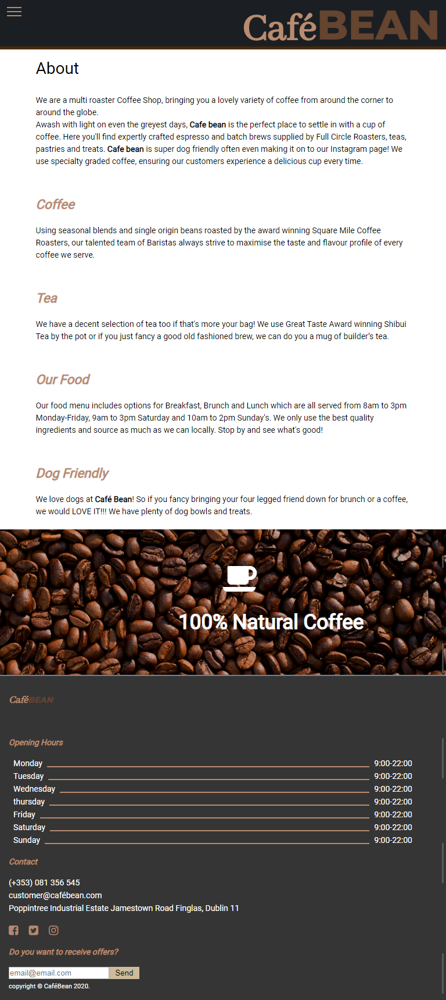 CaféBEAN
About
We are a multi roaster Coffee Shop, bringing you a lovely variety of coffee from around the corner to
around the globe.
Awash with light on even the greyest days, Cafe bean is the perfect place to settle in with a cup of
coffee. Here you'll find expertly crafted espresso and batch brews supplied by Full Circle Roasters, teas,
pastries and treats. Cafe bean is super dog friendly often even making it on to our Instagram page! We
use specialty graded coffee, ensuring our customers experience a delicious cup every time.
Coffee
Using seasonal blends and single origin beans roasted by the award winning Square Mile Coffee
Roasters, our talented team of Baristas always strive to maximise the taste and flavour profile of every
coffee we serve.
Tea
We have a decent selection of tea too if that's more your bag! We use Great Taste Award winning Shibui
Tea by the pot or if you just fancy a good old fashioned brew, we can do you a mug of builder’s tea.
Our Food
Our food menu includes options for Breakfast, Brunch and Lunch which are all served from 8am to 3pm
Monday-Friday, 9am to 3pm Saturday and 10am to 2pm Sunday's. We only use the best quality
ingredients and source as much as we can locally. Stop by and see what's good!
Dog Friendly
We love dogs at Café Bean! So if you fancy bringing your four legged friend down for brunch or a coffee,
we would LOVE IT!!! We have plenty of dog bowls and treats.
100% Natural Coffee
CaféBEAN
Opening Hours
Monday 9:00-22:00
Tuesday 9:00-22:00
Wednesday 9:00-22:00
thursday 9:00-22:00
Friday 9:00-22:00
Saturday 9:00-22:00
Sunday 9:00-22:00
Contact
(+353) 081 356 545
customer@cafébean.com
Poppintree Industrial Estate Jamestown Road Finglas, Dublin 11
Do you want to receive offers?
email@email.com Send
copyright © CaféBean 2020.